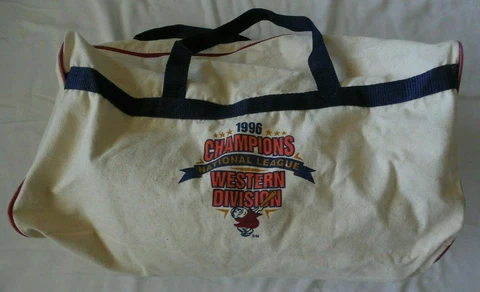 1996
CHAMPIONS
NATIONAL LEAGUE
WESTERN
DIVISION